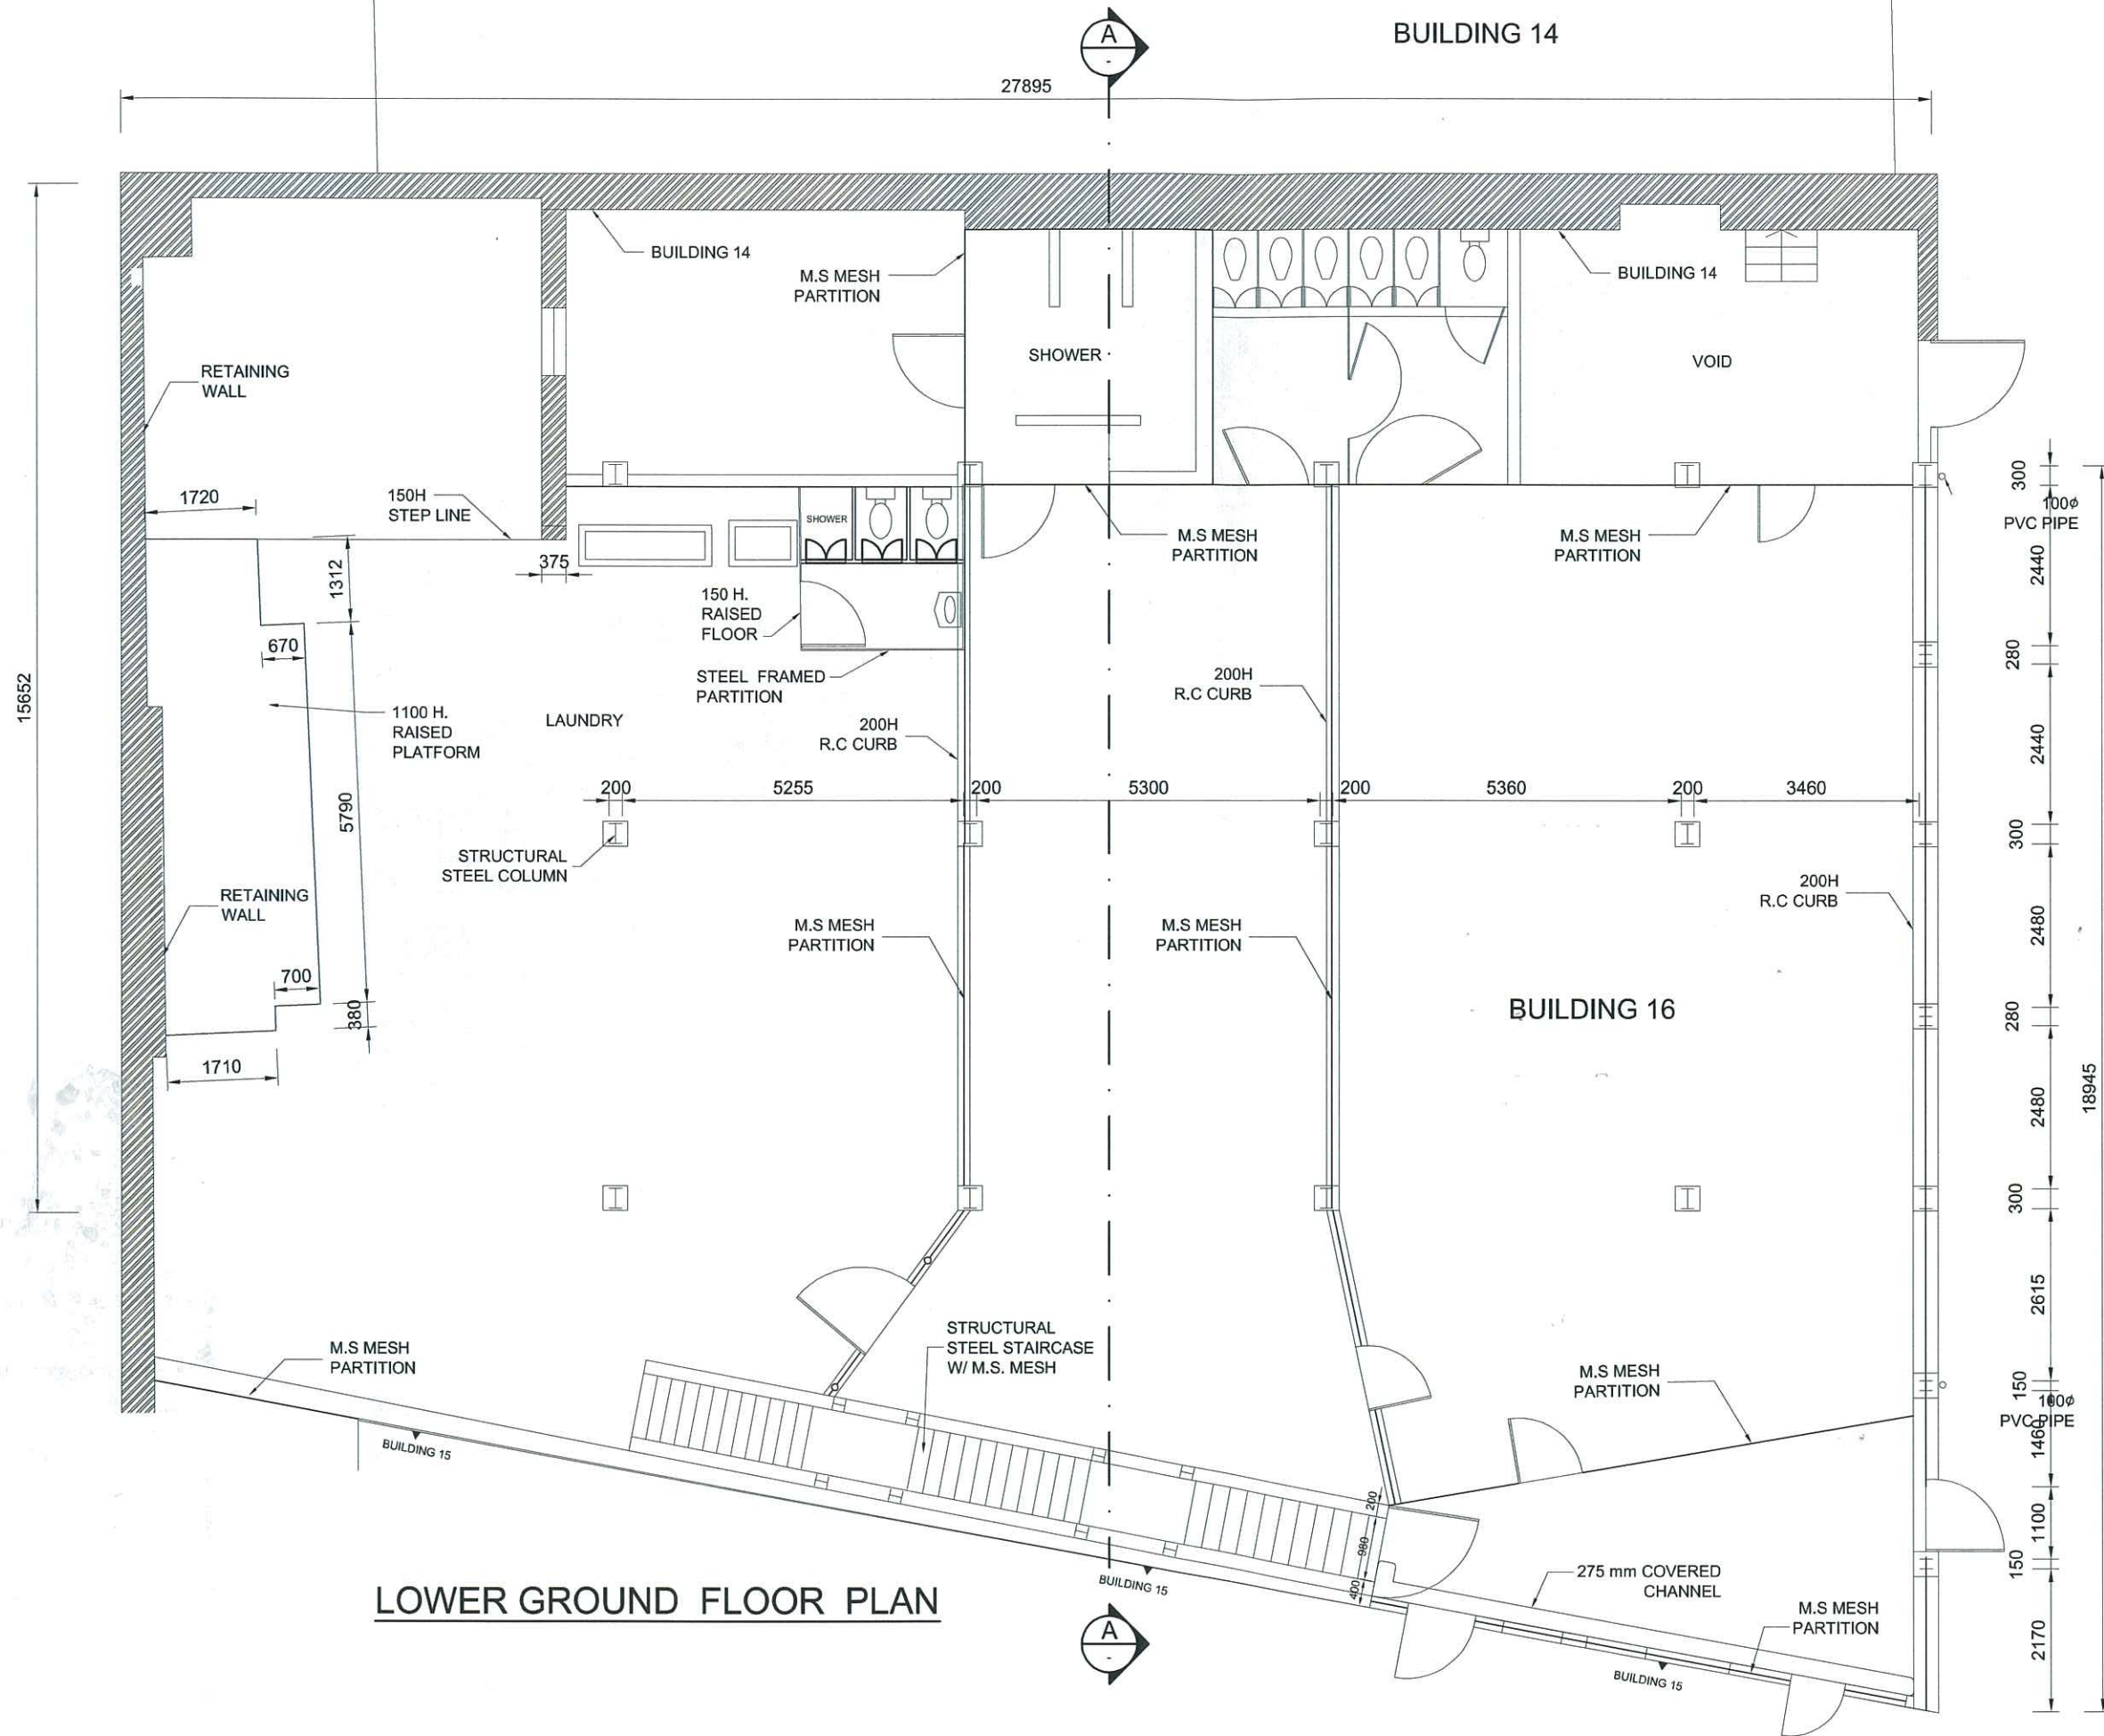 A
-
BUILDING 14
27895
BUILDING 14
M.S MESH
PARTITION
BUILDING 14
SHOWER
VOID
RETAINING
WALL
15652
1720
150H
STEP LINE
SHOWER
300
100ø
PVC PIPE
M.S MESH
PARTITION
M.S MESH
PARTITION
375
1312
2440
150 H.
RAISED
FLOOR
670
280
STEEL FRAMED
PARTITION
200H
R.C CURB
1100 H.
RAISED
PLATFORM
LAUNDRY
200H
R.C CURB
2440
5790
200
5255
200
5300
200
5360
200
3460
300
STRUCTURAL
STEEL COLUMN
200H
R.C CURB
RETAINING
WALL
M.S MESH
PARTITION
M.S MESH
PARTITION
2480
700
380
BUILDING 16
280
1710
2480
18945
300
2615
M.S MESH
PARTITION
STRUCTURAL
STEEL STAIRCASE
W/ M.S. MESH
M.S MESH
PARTITION
150
100ø
PVC PIPE
1460
BUILDING 15
200
980
400
1100
150
275 mm COVERED
CHANNEL
BUILDING 15
LOWER GROUND FLOOR PLAN
M.S MESH
PARTITION
2170
A
-
BUILDING 15